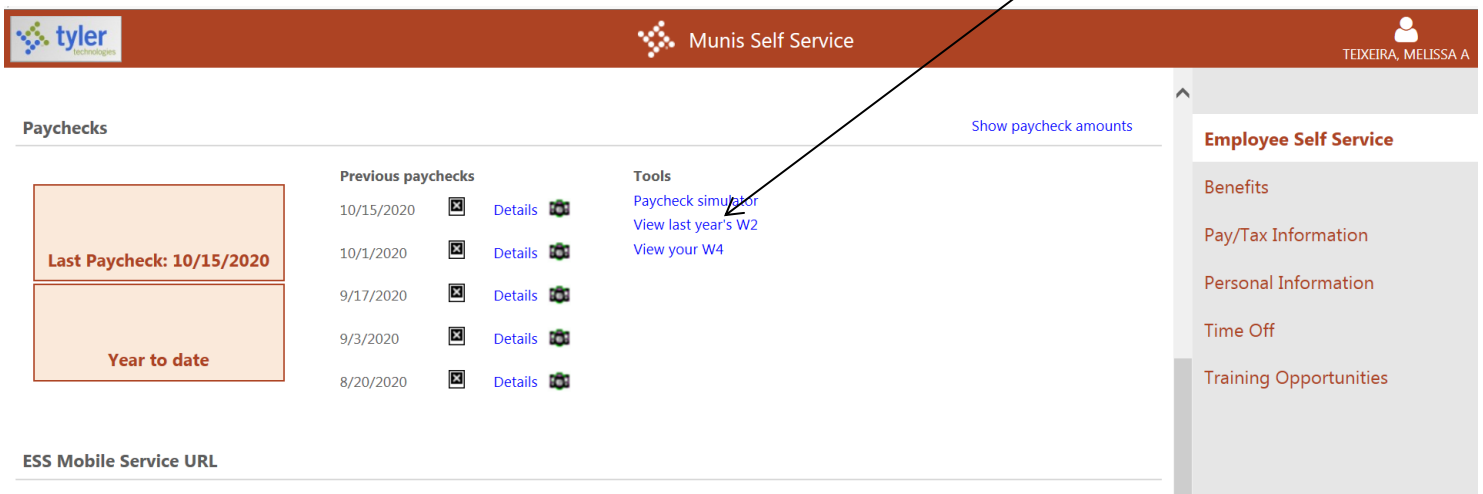 tyler
technologies
Munis Self Service
TEIXEIRA, MELISSA A
Paychecks
Show paycheck amounts
Last Paycheck: 10/15/2020
Year to date
Previous paychecks
10/15/2020 Details
10/1/2020 Details
9/17/2020 Details
9/3/2020 Details
8/20/2020 Details
Tools
Paycheck simulator
View last year's W2
View your W4
ESS Mobile Service URL
Employee Self Service
Benefits
Pay/Tax Information
Personal Information
Time Off
Training Opportunities